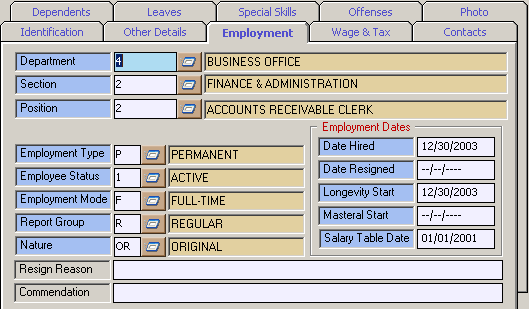 Dependents Leaves Special Skills Offenses Photo
Identification Other Details Employment Wage & Tax Contacts
Department 4 BUSINESS OFFICE
Section 2 FINANCE & ADMINISTRATION
Position 2 ACCOUNTS RECEIVABLE CLERK
Employment Dates
Employment Type P PERMANENT Date Hired 12/30/2003
Employee Status 1 ACTIVE Date Resigned --/--/----
Employment Mode F FULL-TIME Longevity Start 12/30/2003
Report Group R REGULAR Masteral Start --/--/----
Nature OR ORIGINAL Salary Table Date 01/01/2001
Resign Reason
Commendation